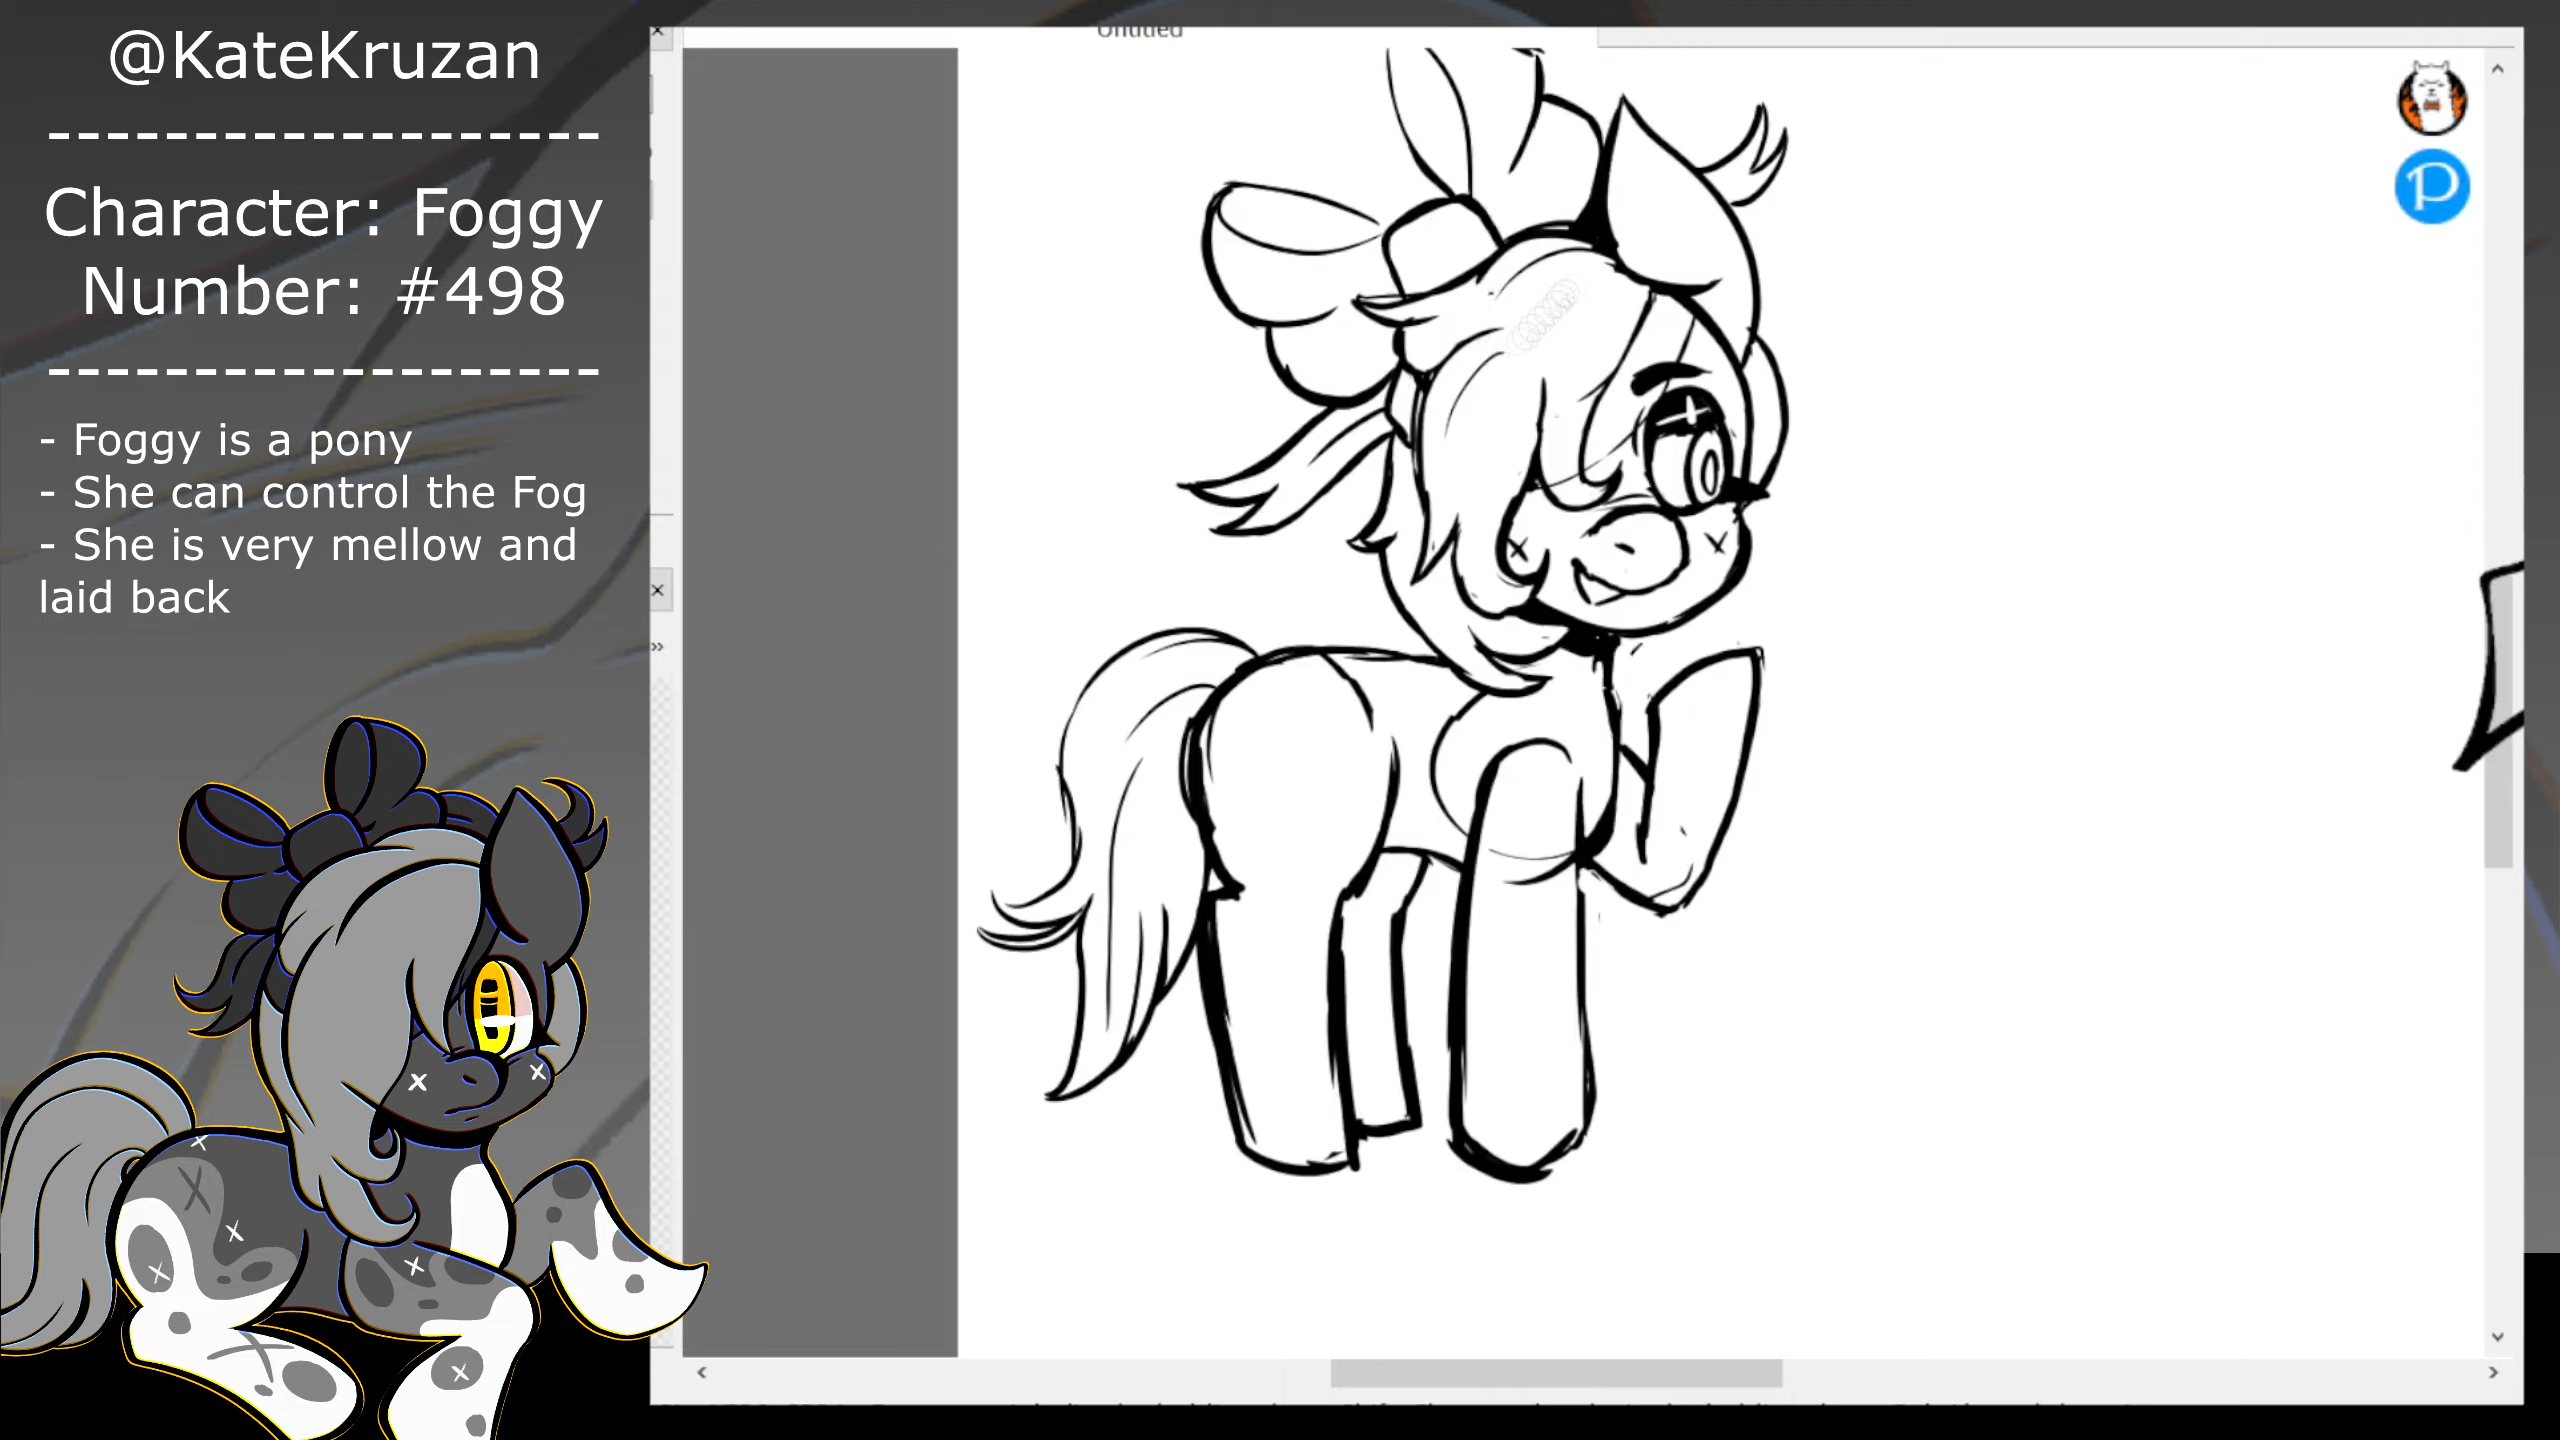 @KateKruzan
-------------------
Character: Foggy
Number: #498
-------------------
- Foggy is a pony
- She can control the Fog
- She is very mellow and
laid back
Untitled